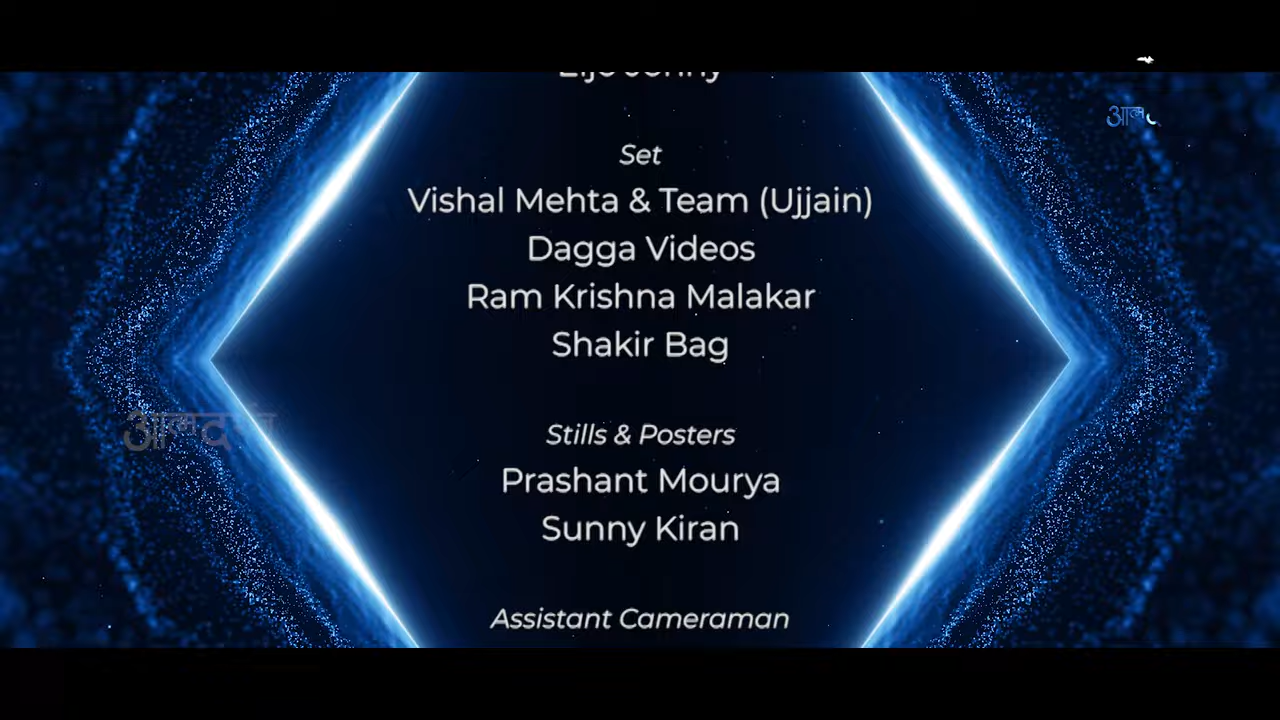 Set
Vishal Mehta & Team (Ujjain)
Dagga Videos
Ram Krishna Malakar
Shakir Bag
Stills & Posters
Prashant Mourya
Sunny Kiran
Assistant Cameraman